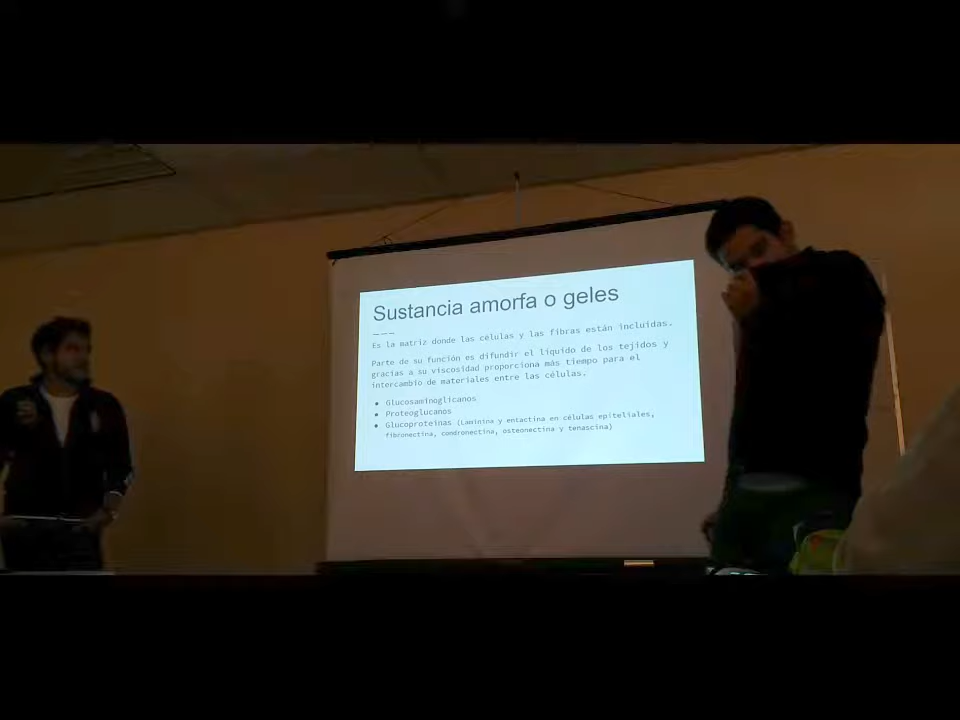 Sustancia amorfa o geles
Es la matriz donde las células y las fibras están incluidas.
Parte de su función es difundir el líquido de los tejidos y
gracias a su viscosidad proporciona más tiempo para el
intercambio de materiales entre las células.
Glucosaminoglicanos
Proteoglucanos
Glucoproteínas (Laminina y entactina en células epiteliales,
fibronectina, condronectina, osteonectina y tenascina)